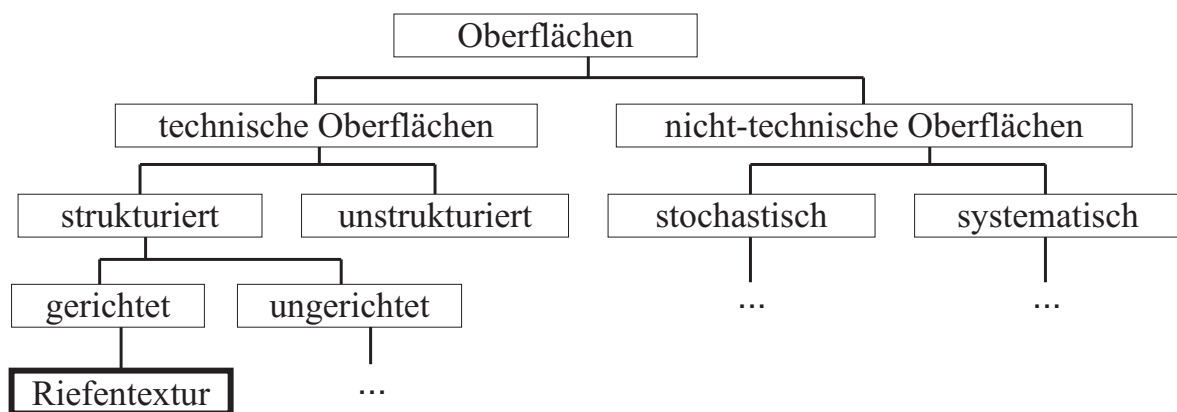 Oberflächen
technische Oberflächen
nicht-technische Oberflächen
strukturiert
unstrukturiert
stochastisch
systematisch
gerichtet
ungerichtet
...
...
Riefentextur
...